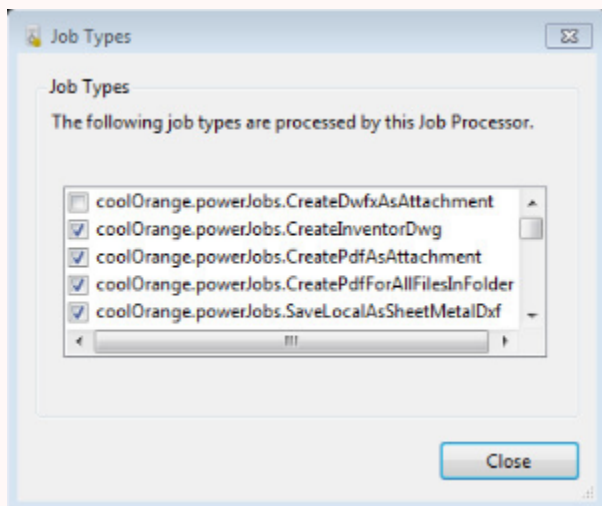 Job Types
Job Types
The following job types are processed by this Job Processor.
coolOrange.powerJobs.CreateDwfxAsAttachment
coolOrange.powerJobs.CreateInventorDwg
coolOrange.powerJobs.CreatePdfAsAttachment
coolOrange.powerJobs.CreatePdfForAllFilesInFolder
coolOrange.powerJobs.SaveLocalAsSheetMetalDxf
Close